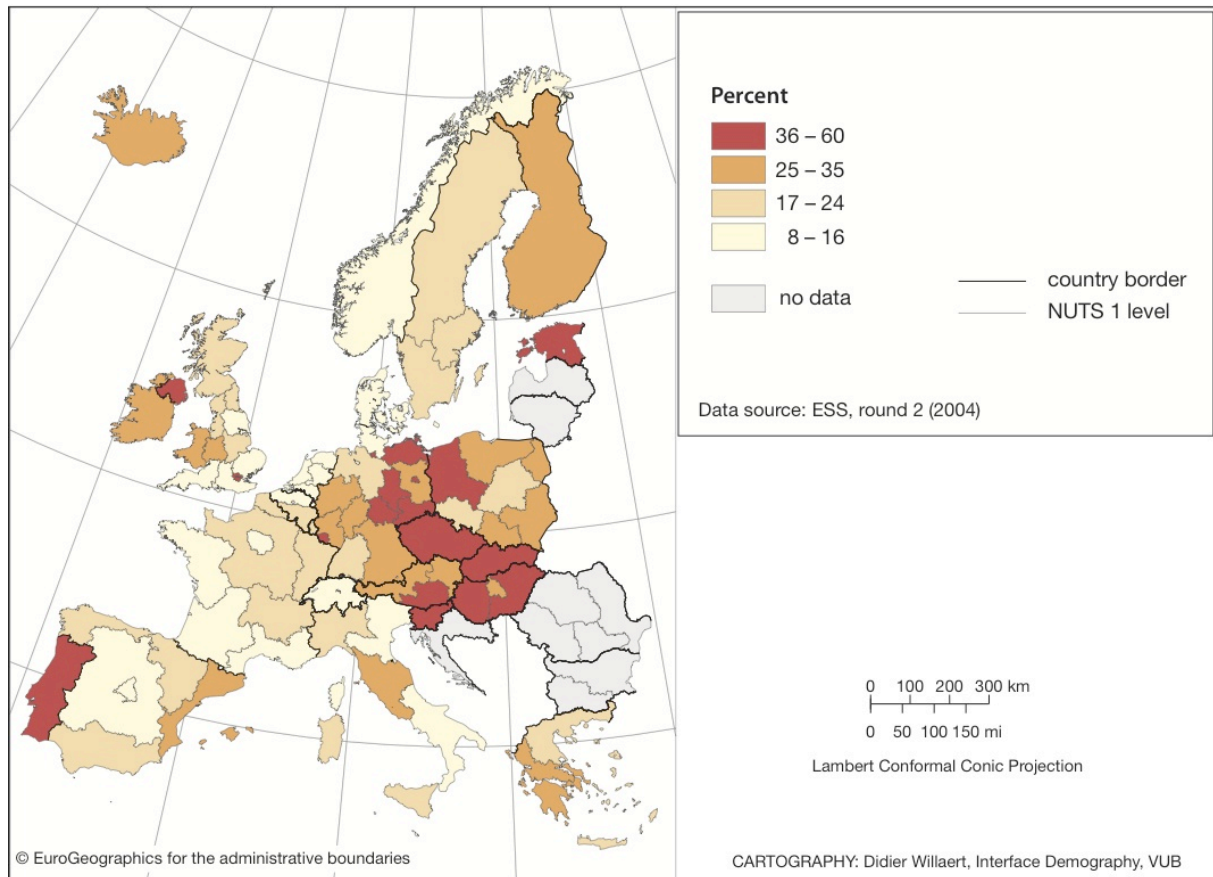 Percent
36 – 60
25 – 35
17 – 24
8 – 16
no data
country border
NUTS 1 level
Data source: ESS, round 2 (2004)
0 100 200 300 km
0 50 100 150 mi
Lambert Conformal Conic Projection
© EuroGeographics for the administrative boundaries
CARTOGRAPHY: Didier Willaert, Interface Demography, VUB